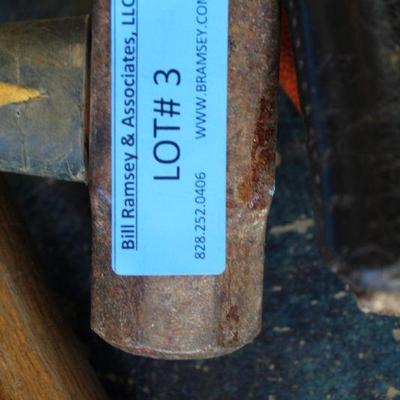 Bill Ramsey & Associates, LLC
LOT# 3
828.252.0406 WWW.BRAMSEY.COM